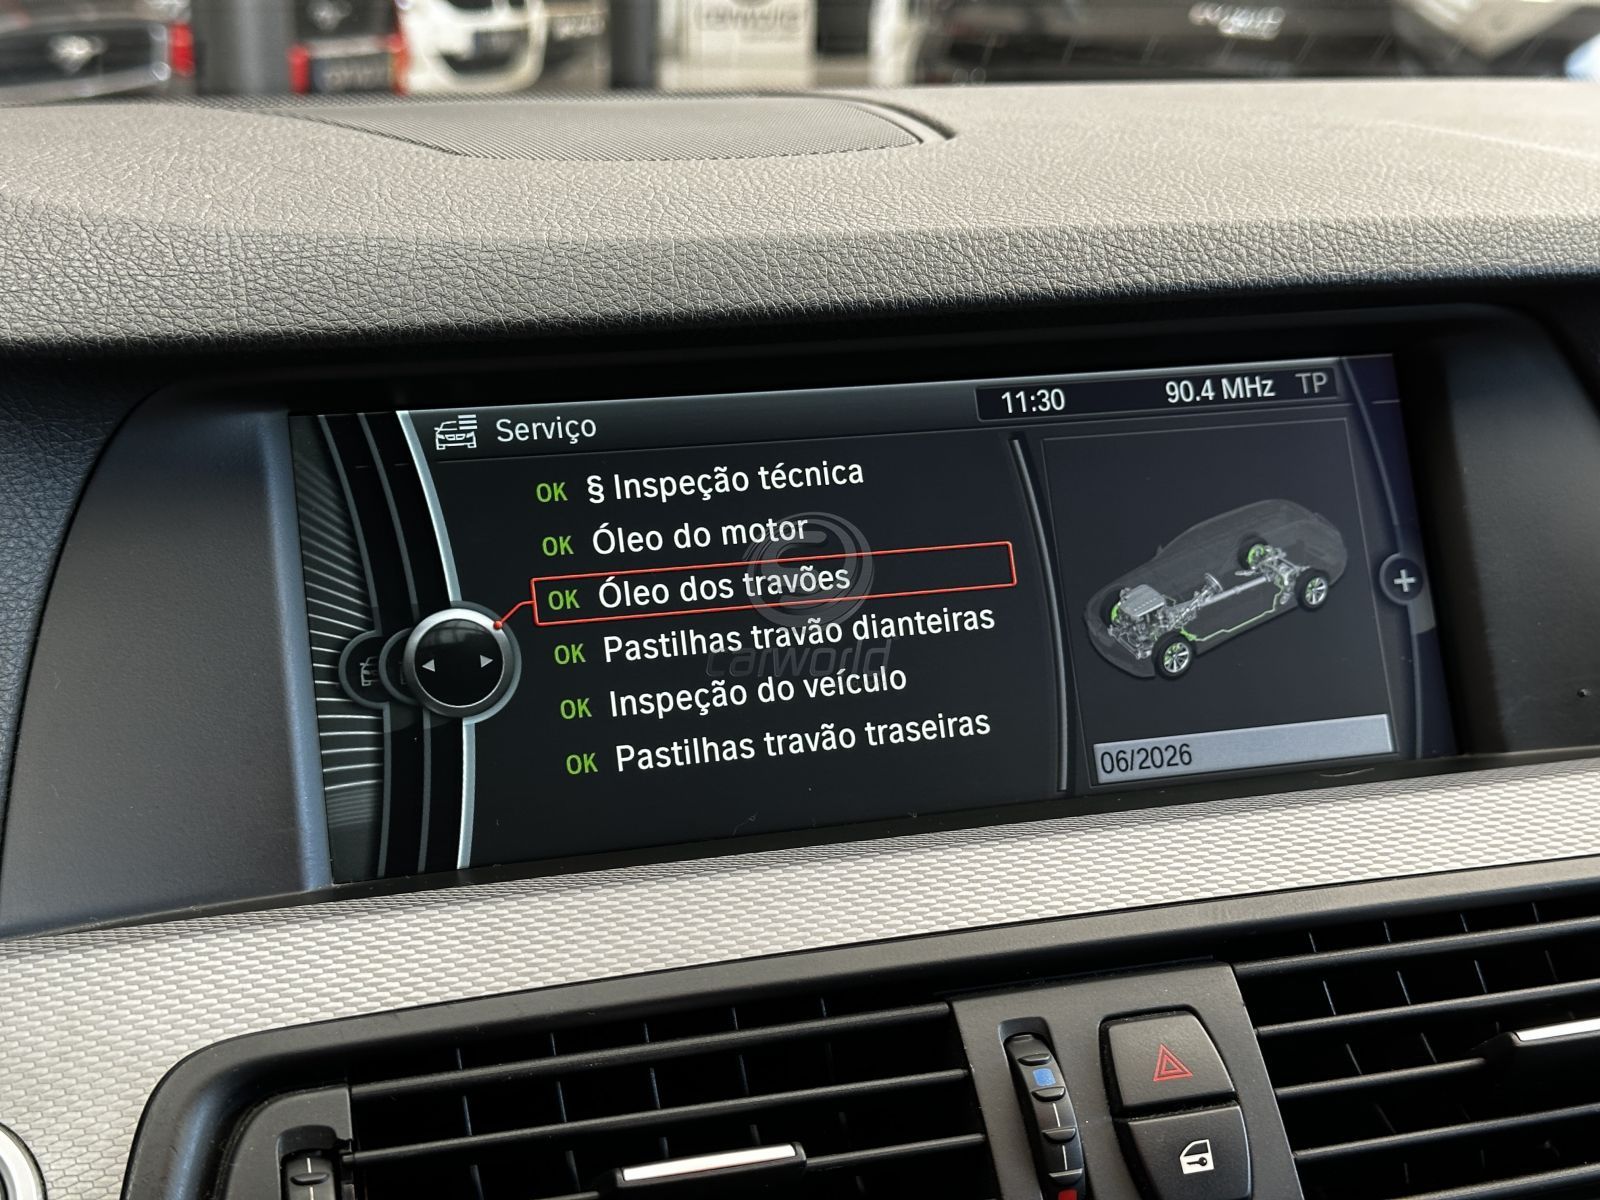 Serviço
11:30
90.4 MHz TP
OK § Inspeção técnica
OK Óleo do motor
OK Óleo dos travões
OK Pastilhas travão dianteiras
OK Inspeção do veículo
OK Pastilhas travão traseiras
06/2026
carworld